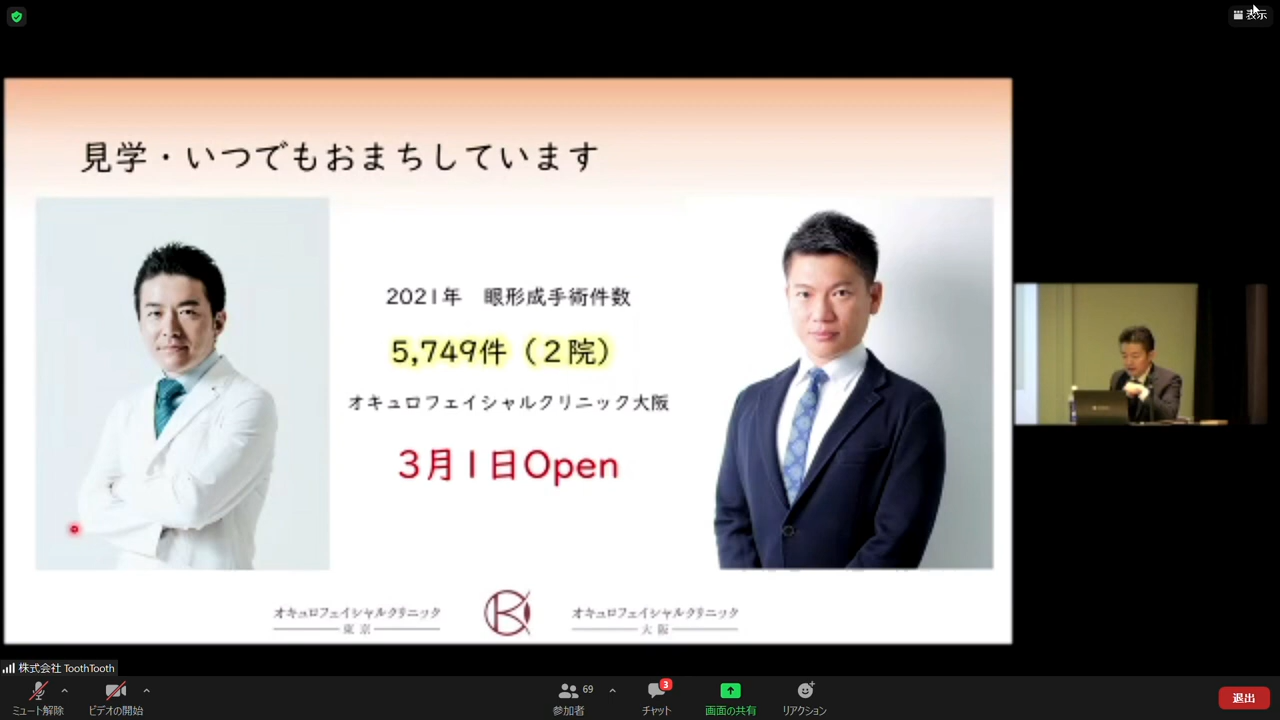 表示
見学・いつでもおまちしています
2021年 眼形成手術件数
5,749件（2院）
オキュロフェイシャルクリニック大阪
3月1日Open
オキュロフェイシャルクリニック
東京
オキュロフェイシャルクリニック
大阪
株式会社 ToothTooth
ミュート解除
ビデオの開始
69
参加者
3
チャット
画面の共有
リアクション
退出